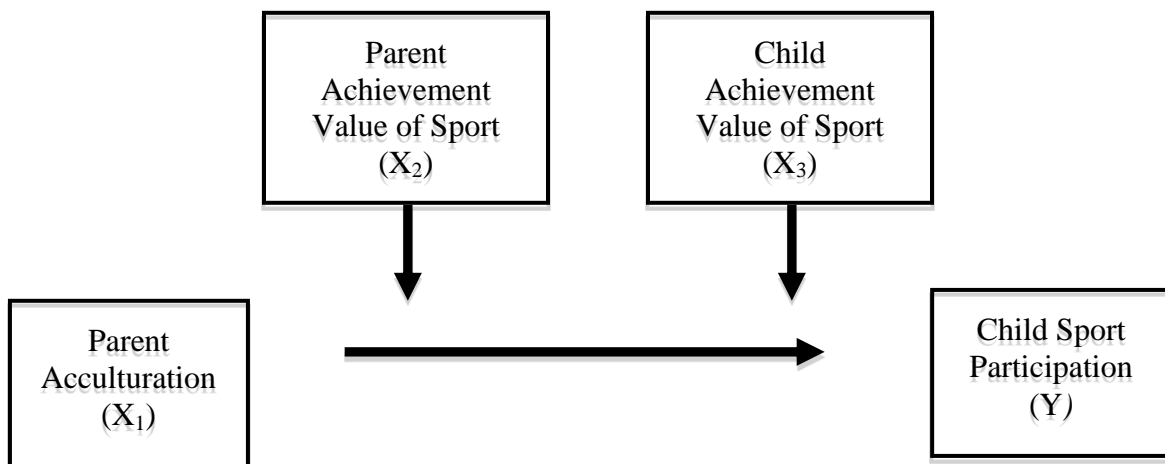 Parent
Achievement
Value of Sport
(X₂)
Child
Achievement
Value of Sport
(X₃)
Parent
Acculturation
(X₁)
Child Sport
Participation
(Y)